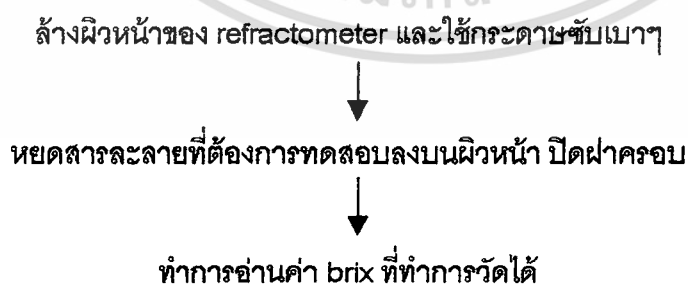 ล้างผิวหน้าของ refractometer และใช้กระดาษซับเบาๆ
หยดสารละลายที่ต้องการทดสอบลงบนผิวหน้า ปิดฝาครอบ
ทำการอ่านค่า brix ที่ทำการวัดได้